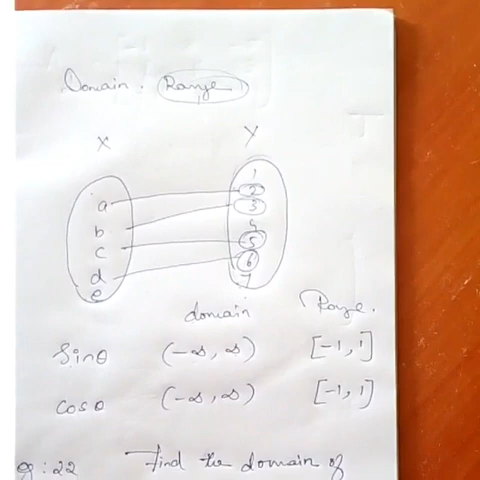 Domain . Range
X Y
1
a 2
b 3
4
c 5
d 6
e 7
domain Range.
Sinθ (-∞, ∞) [-1, 1]
cosθ (-∞, ∞) [-1, 1]
eg: 22 Find the domain of